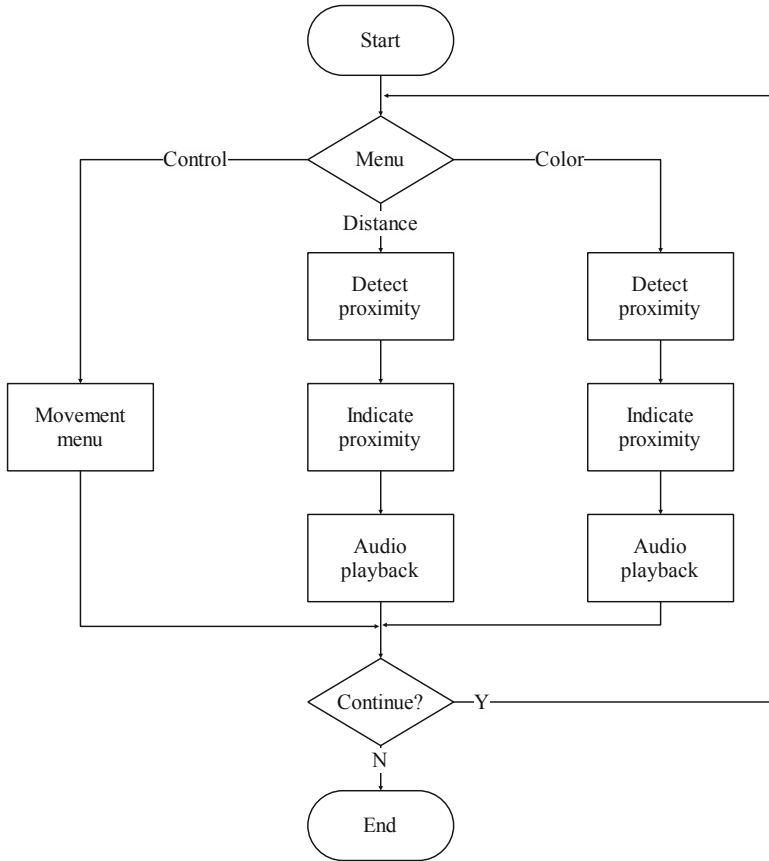 Start
Menu
Control
Color
Distance
Detect
proximity
Detect
proximity
Movement
menu
Indicate
proximity
Indicate
proximity
Audio
playback
Audio
playback
Continue?
Y
N
End